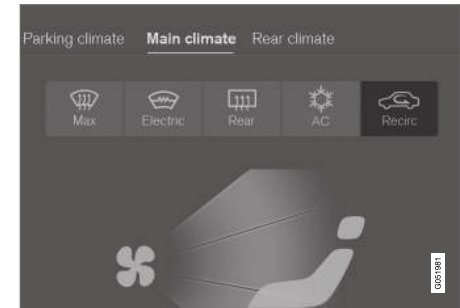 Parking climate Main climate Rear climate
Max Electric Rear AC Recirc
G051981